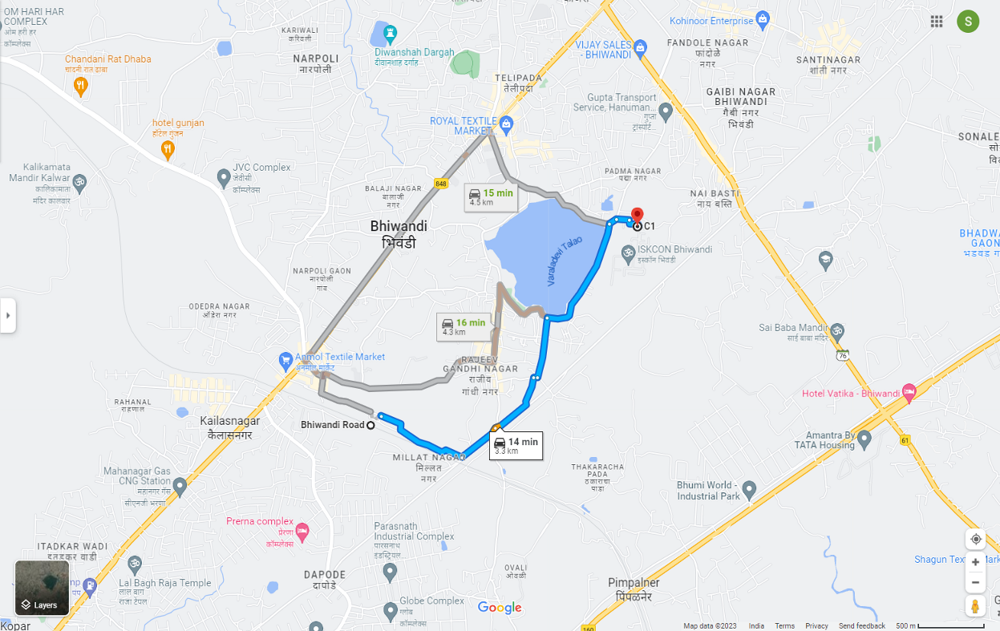 OM HARI HAR
COMPLEX
ओम हरी हर
कॉम्प्लेक्स
KARIWALI
करिवली
Kohinoor Enterprise
S
Chandani Rat Dhaba
चांदनी रात ढाबा
NARPOLI
नारपोली
Diwanshah Dargah
दीवानशाह दर्गाह
VIJAY SALES
- BHIWANDI
FANDOLE NAGAR
फांदोळे
नगर
SANTINAGAR
शांती नगर
TELIPADA
तेलीपदा
Gupta Transport
Service, Hanuman...
गुप्ता
ट्रांसपोर्ट...
GAIBI NAGAR
BHIWANDI
गैबी नगर
भिवंडी
hotel gunjan
हॉटेल गुंजन
ROYAL TEXTILE
MARKET
SONALE
Kalikamata
Mandir Kalwar
कालिकामाता
मंदिर कालवार
JVC Complex
जेवीसी
कॉम्प्लेक्स
848
BALAJI NAGAR
बालाजी
नगर
15 min
4.5 km
PADMA NAGAR
पद्मा नगर
NAI BASTI
नाय बस्ति
Bhiwandi
भिवंडी
C1
Varaladevi Talao
ISKCON Bhiwandi
इस्कॉन भिवंडी
NARPOLI GAON
नारपोली
गांव
ODEDRA NAGAR
ऑडेरा नगर
16 min
4.3 km
Sai Baba Mandir
साई बाबा मंदिर
76
Anmol Textile Market
अनमोल मार्केट
RAJEEV
GANDHI NAGAR
राजीव
गांधी नगर
Hotel Vatika - Bhiwandi
RAHANAL
राहणाल
Kailasnagar
कैलासनगर
Bhiwandi Road
14 min
3.3 km
Amantra By
TATA Housing
61
MILLAT NAGAR
मिल्लत
नगर
THAKARACHA
PADA
ठकाराचा
पाडा
Mahanagar Gas
CNG Station
महानगर गॅस
सीएनजी भरणा
Bhumi World -
Industrial Park
Prerna complex
प्रेरणा
कॉम्प्लेक्स
Parasnath
Industrial Complex
पारसनाथ
इंडस्ट्रियल...
ITADKAR WADI
इतडकर वाडी
Lal Bagh Raja Temple
लाल बाग
राजा टेंपल
DAPODE
दापोडे
OVALI
ओवळी
Pimpalner
पिंपळनेर
Layers
Globe Complex
ग्लोब
कॉम्प्लेक्स
Google
Kopar
160
Map data ©2023 India Terms Privacy Send feedback 500 m